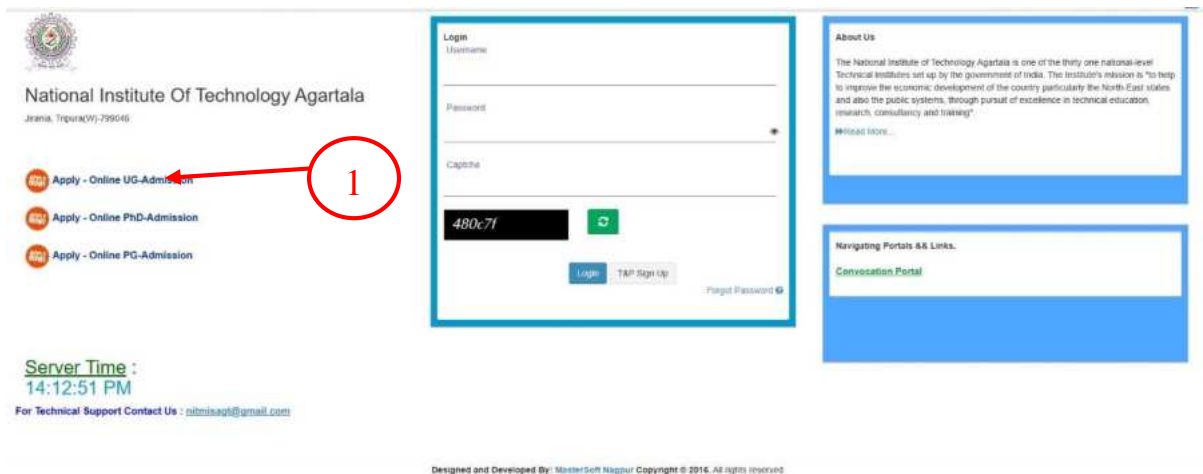 National Institute Of Technology Agartala
Jirania, Tripura(W)-799046
Apply - Online UG-Admission
1
Apply - Online PhD-Admission
Apply - Online PG-Admission
Server Time :
14:12:51 PM
For Technical Support Contact Us : nitmisagt@gmail.com
Login
Username
Password
Captcha
480c7f
Login
T&P Sign Up
Forgot Password
About Us
The National Institute of Technology Agartala is one of the thirty one national-level
Technical Institutes set up by the government of India. The Institute's mission is "to help
to improve the economic development of the country particularly the North-East states
and also the public systems, through pursuit of excellence in technical education,
research, consultancy and training"
Read More...
Navigating Portals && Links.
Convocation Portal
Designed and Developed By: MasterSoft Nagpur Copyright © 2016. All rights reserved